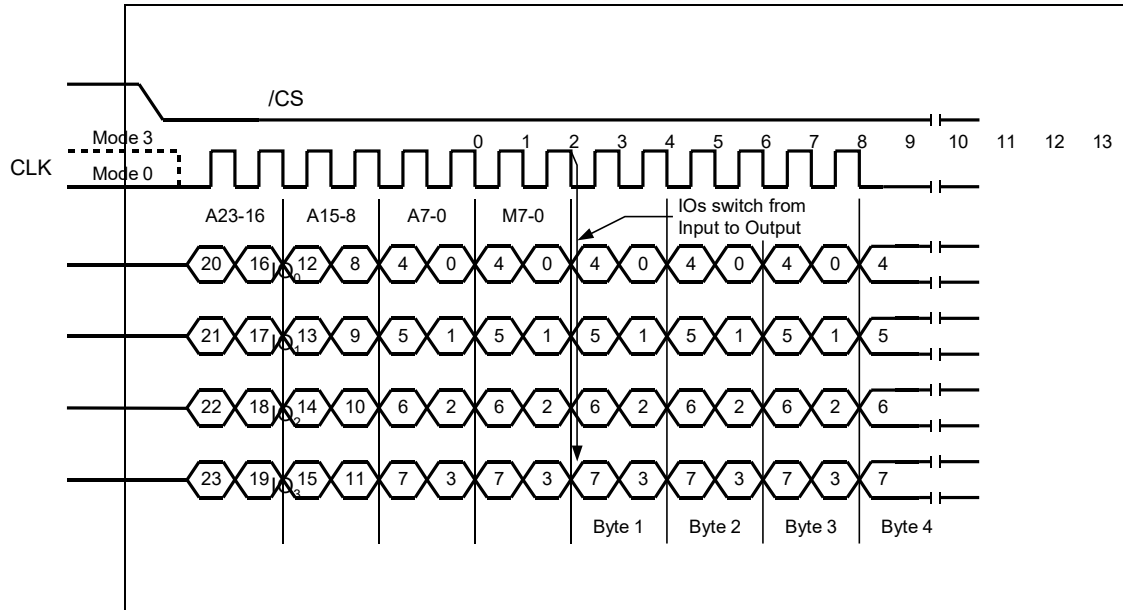 /CS
Mode 3
0 1 2 3 4 5 6 7 8 9 10 11 12 13
CLK
Mode 0
A23-16 A15-8 A7-0 M7-0
IOs switch from
Input to Output
20 16 IO0 12 8 4 0 4 0 4 0 4 0 4 0 4
21 17 IO1 13 9 5 1 5 1 5 1 5 1 5 1 5
22 18 IO2 14 10 6 2 6 2 6 2 6 2 6 2 6
23 19 IO3 15 11 7 3 7 3 7 3 7 3 7 3 7
Byte 1 Byte 2 Byte 3 Byte 4